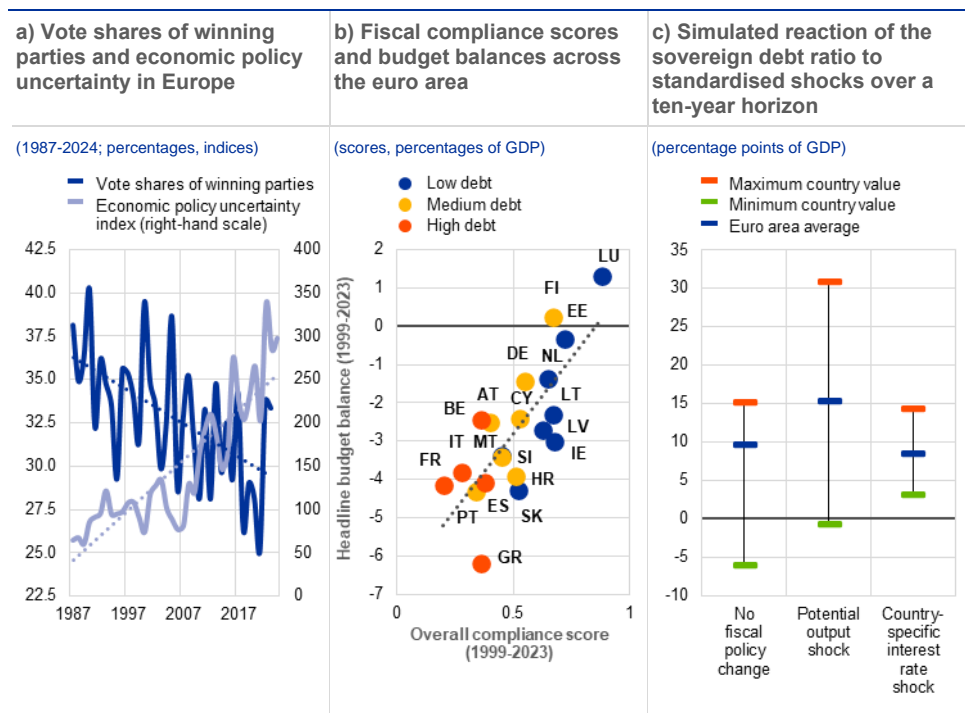 a) Vote shares of winning
parties and economic policy
uncertainty in Europe
(1987-2024; percentages, indices)
Vote shares of winning parties
Economic policy uncertainty
index (right-hand scale)
42.5
40.0
37.5
35.0
32.5
30.0
27.5
25.0
22.5
400
350
300
250
200
150
100
50
0
1987
1997
2007
2017
b) Fiscal compliance scores
and budget balances across
the euro area
(scores, percentages of GDP)
Low debt
Medium debt
High debt
Headline budget balance (1999-2023)
2
1
0
-1
-2
-3
-4
-5
-6
-7
LU
FI
EE
DE
NL
AT
CY
LT
BE
LV
IT
MT
SI
IE
FR
HR
PT
ES
SK
GR
0
0.5
1
Overall compliance score
(1999-2023)
c) Simulated reaction of the
sovereign debt ratio to
standardised shocks over a
ten-year horizon
(percentage points of GDP)
Maximum country value
Minimum country value
Euro area average
35
30
25
20
15
10
5
0
-5
-10
No
fiscal
policy
change
Potential
output
shock
Country-
specific
interest
rate
shock